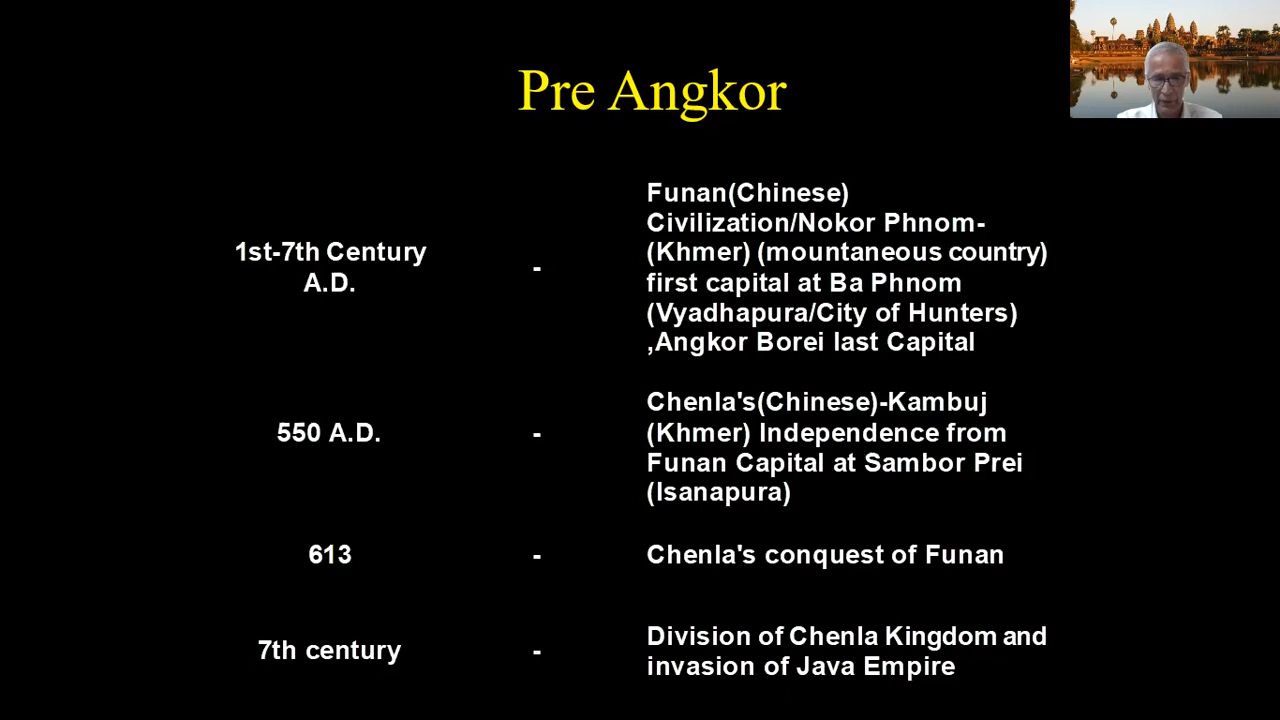 Pre Angkor
1st-7th Century
A.D.
-
Funan(Chinese)
Civilization/Nokor Phnom-
(Khmer) (mountaneous country)
first capital at Ba Phnom
(Vyadhapura/City of Hunters)
,Angkor Borei last Capital
550 A.D.
-
Chenla's(Chinese)-Kambuj
(Khmer) Independence from
Funan Capital at Sambor Prei
(Isanapura)
613
-
Chenla's conquest of Funan
7th century
-
Division of Chenla Kingdom and
invasion of Java Empire